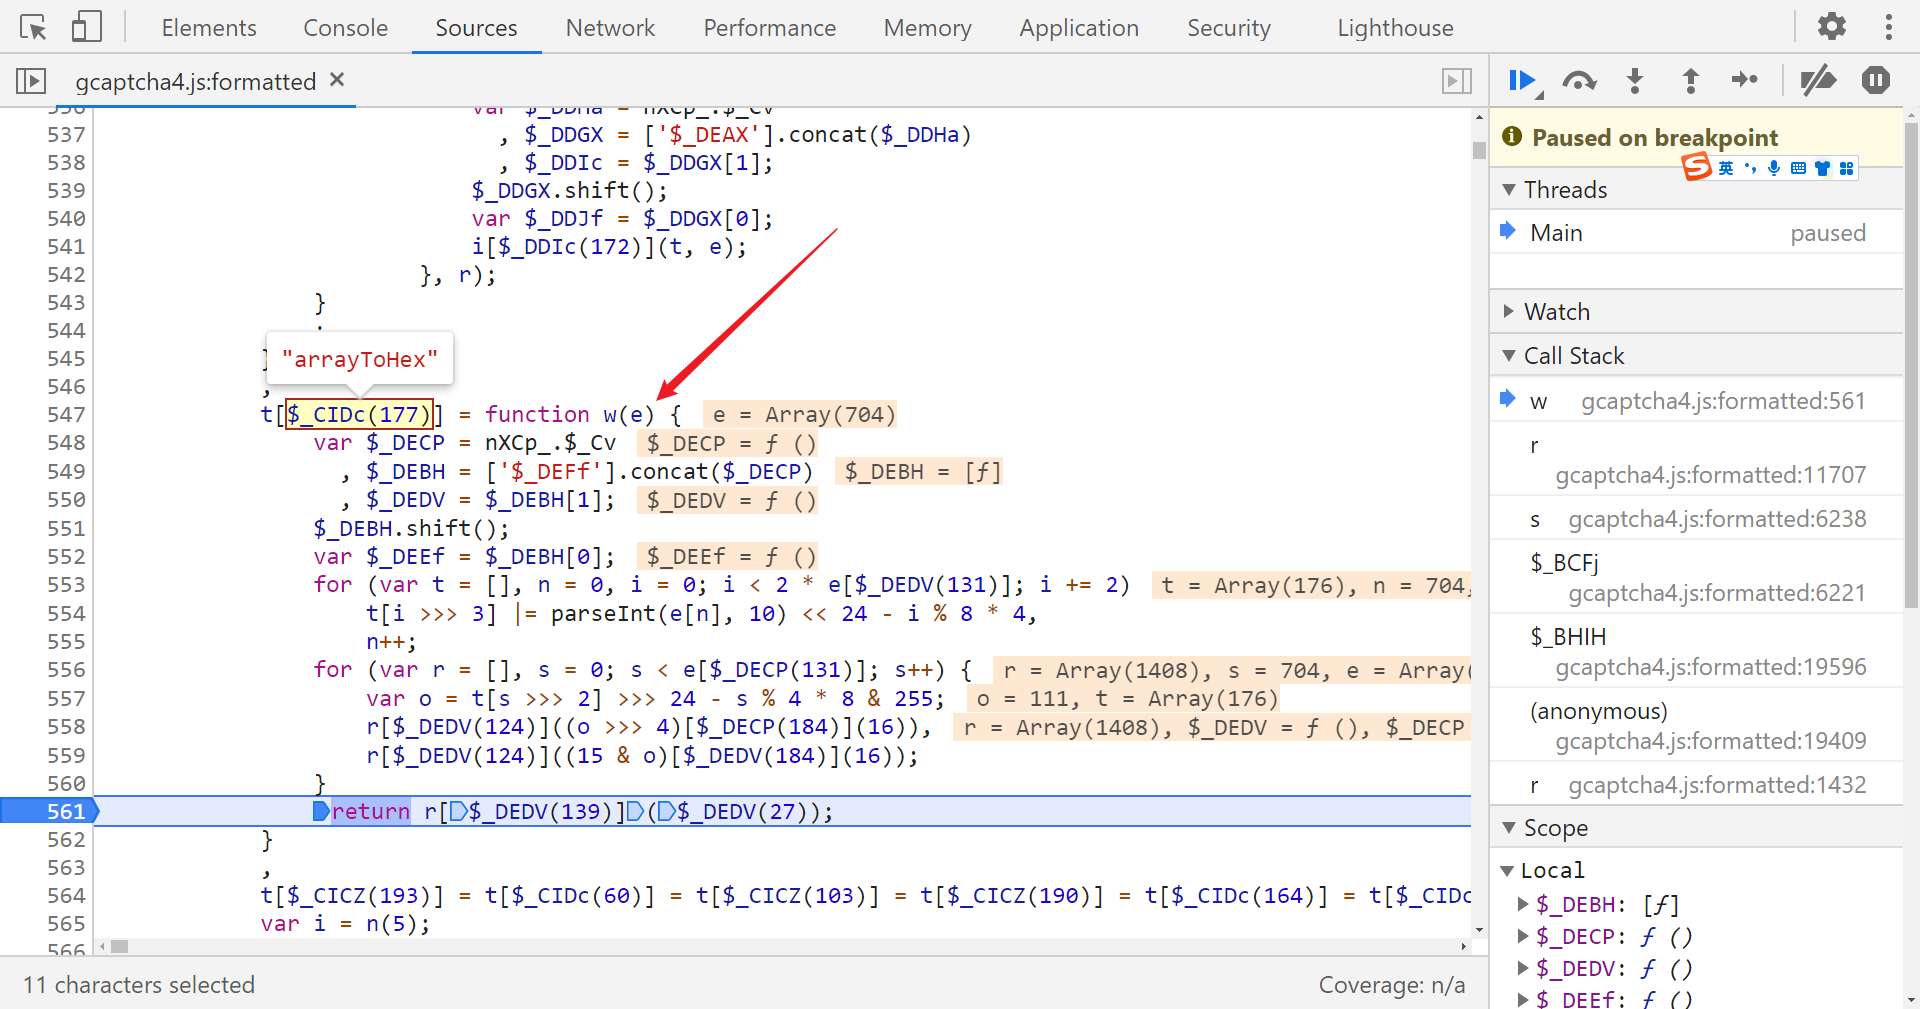 Elements Console Sources Network Performance Memory Application Security Lighthouse
gcaptcha4.js:formatted ×
536 var $_DDHa = nXCp_.$_Cv
537 , $_DDGX = ['$_DEAX'].concat($_DDHa)
538 , $_DDIc = $_DDGX[1];
539 $_DDGX.shift();
540 var $_DDJf = $_DDGX[0];
541 i[$_DDIc(172)](t, e);
542 }, r);
543 }
544 ;
545 }
"arrayToHex"
546 ,
547 t[$_CIDc(177)] = function w(e) { e = Array(704)
548 var $_DECP = nXCp_.$_Cv $_DECP = ƒ ()
549 , $_DEBH = ['$_DEFf'].concat($_DECP) $_DEBH = [ƒ]
550 , $_DEDV = $_DEBH[1]; $_DEDV = ƒ ()
551 $_DEBH.shift();
552 var $_DEEf = $_DEBH[0]; $_DEEf = ƒ ()
553 for (var t = [], n = 0, i = 0; i < 2 * e[$_DEDV(131)]; i += 2) t = Array(176), n = 704,
554 t[i >>> 3] |= parseInt(e[n], 10) << 24 - i % 8 * 4,
555 n++;
556 for (var r = [], s = 0; s < e[$_DECP(131)]; s++) { r = Array(1408), s = 704, e = Array(
557 var o = t[s >>> 2] >>> 24 - s % 4 * 8 & 255; o = 111, t = Array(176)
558 r[$_DEDV(124)]((o >>> 4)[$_DECP(184)](16)), r = Array(1408), $_DEDV = ƒ (), $_DECP
559 r[$_DEDV(124)]((15 & o)[$_DEDV(184)](16));
560 }
561 return r[$_DEDV(139)]($_DEDV(27));
562 }
563 ,
564 t[$_CICZ(193)] = t[$_CIDc(60)] = t[$_CICZ(103)] = t[$_CICZ(190)] = t[$_CIDc(164)] = t[$_CIDc
565 var i = n(5);
566
11 characters selected
Coverage: n/a
Paused on breakpoint
英
Threads
Main paused
Watch
Call Stack
w gcaptcha4.js:formatted:561
r
gcaptcha4.js:formatted:11707
s gcaptcha4.js:formatted:6238
$_BCFj
gcaptcha4.js:formatted:6221
$_BHIH
gcaptcha4.js:formatted:19596
(anonymous)
gcaptcha4.js:formatted:19409
r gcaptcha4.js:formatted:1432
Scope
Local
$_DEBH: [ƒ]
$_DECP: ƒ ()
$_DEDV: ƒ ()
$_DEEf: ƒ ()